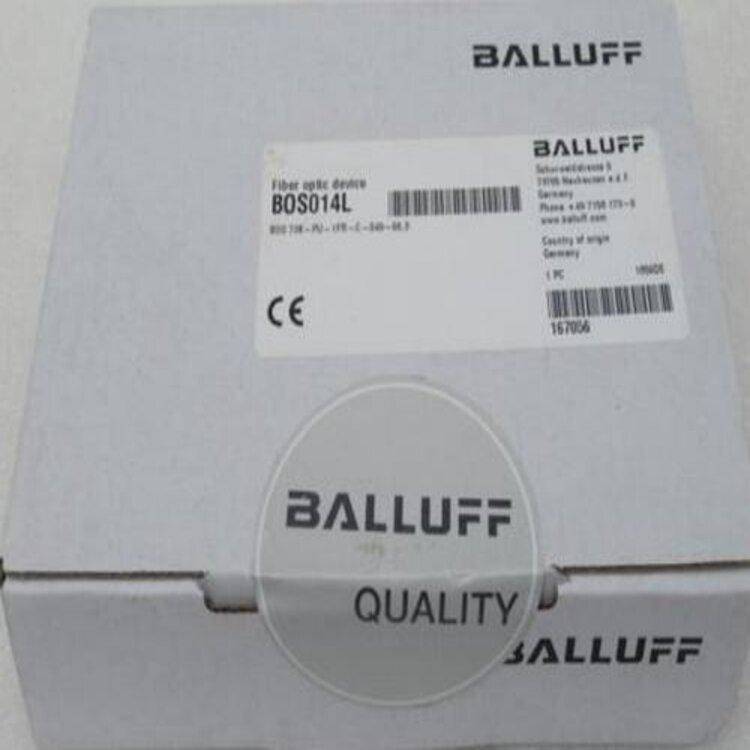 BALLUFF
Fiber optic device
BOS014L
CE
BALLUFF
Germany
www.balluff.com
Country of origin
Germany
1 PC
167056
BALLUFF
QUALITY
BALLUFF